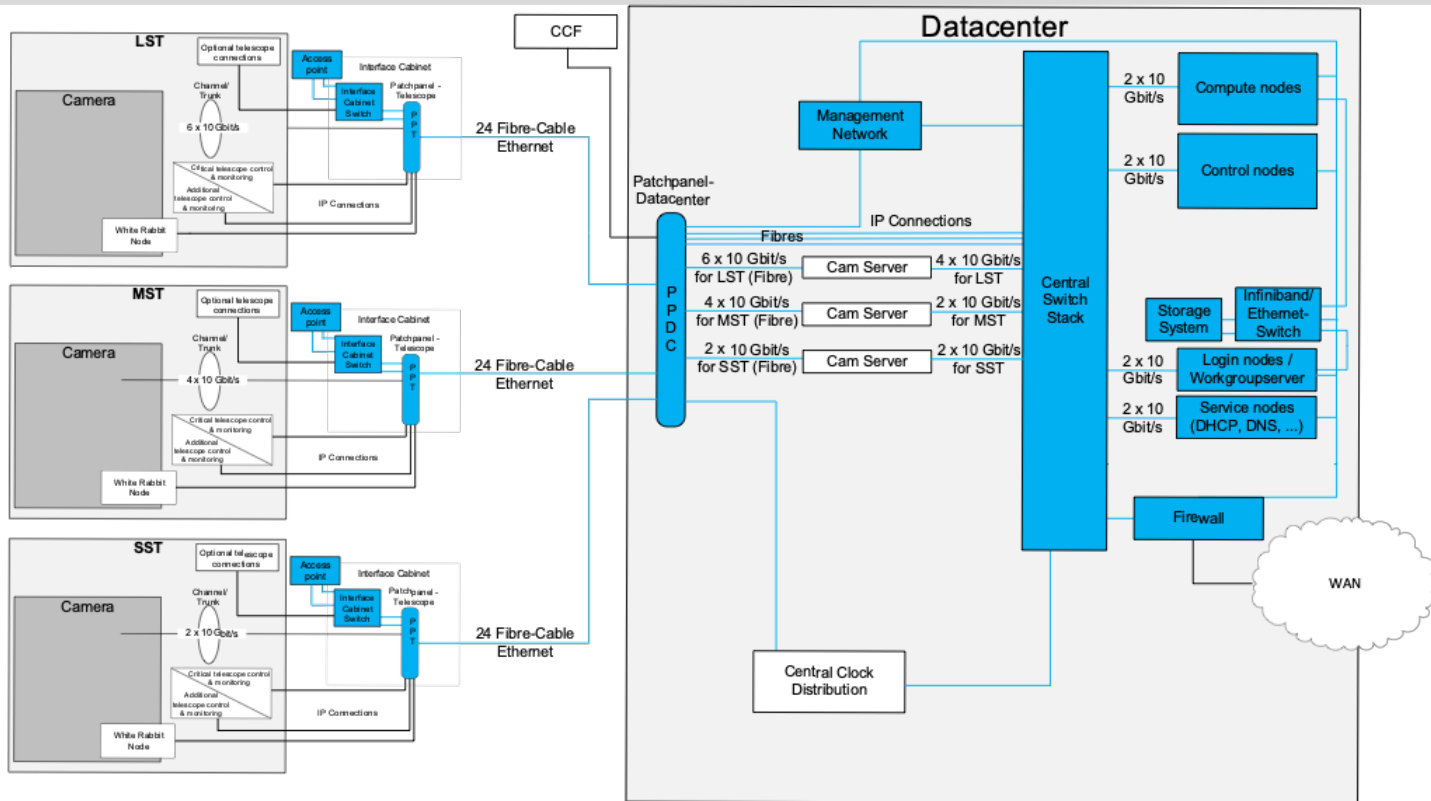 LST
Optional telescope
connections
Access
point
Interface Cabinet
Camera
Channel/
Trunk
Interface
Cabinet
Switch
Patchpanel -
Telescope
6 x 10 Gbit/s
PPT
24 Fibre-Cable
Ethernet
Critical telescope control
& monitoring
Additional
telescope control
& monitoring
IP Connections
White Rabbit
Node
MST
Optional telescope
connections
Access
point
Interface Cabinet
Camera
Channel/
Trunk
Interface
Cabinet
Switch
Patchpanel -
Telescope
4 x 10 Gbit/s
PPT
24 Fibre-Cable
Ethernet
Critical telescope control
& monitoring
Additional
telescope control
& monitoring
IP Connections
White Rabbit
Node
SST
Optional telescope
connections
Access
point
Interface Cabinet
Camera
Channel/
Trunk
Interface
Cabinet
Switch
Patchpanel -
Telescope
2 x 10 Gbit/s
PPT
24 Fibre-Cable
Ethernet
Critical telescope control
& monitoring
Additional
telescope control
& monitoring
IP Connections
White Rabbit
Node
CCF
Datacenter
Management
Network
Patchpanel-
Datacenter
PPDC
IP Connections
Fibres
6 x 10 Gbit/s
for LST (Fibre)
Cam Server
4 x 10 Gbit/s
for LST
4 x 10 Gbit/s
for MST (Fibre)
Cam Server
2 x 10 Gbit/s
for MST
2 x 10 Gbit/s
for SST (Fibre)
Cam Server
2 x 10 Gbit/s
for SST
Central
Switch
Stack
2 x 10
Gbit/s
Compute nodes
2 x 10
Gbit/s
Control nodes
Storage
System
Infiniband/
Ethernet-
Switch
2 x 10
Gbit/s
Login nodes /
Workgroupserver
2 x 10
Gbit/s
Service nodes
(DHCP, DNS, ...)
Firewall
WAN
Central Clock
Distribution